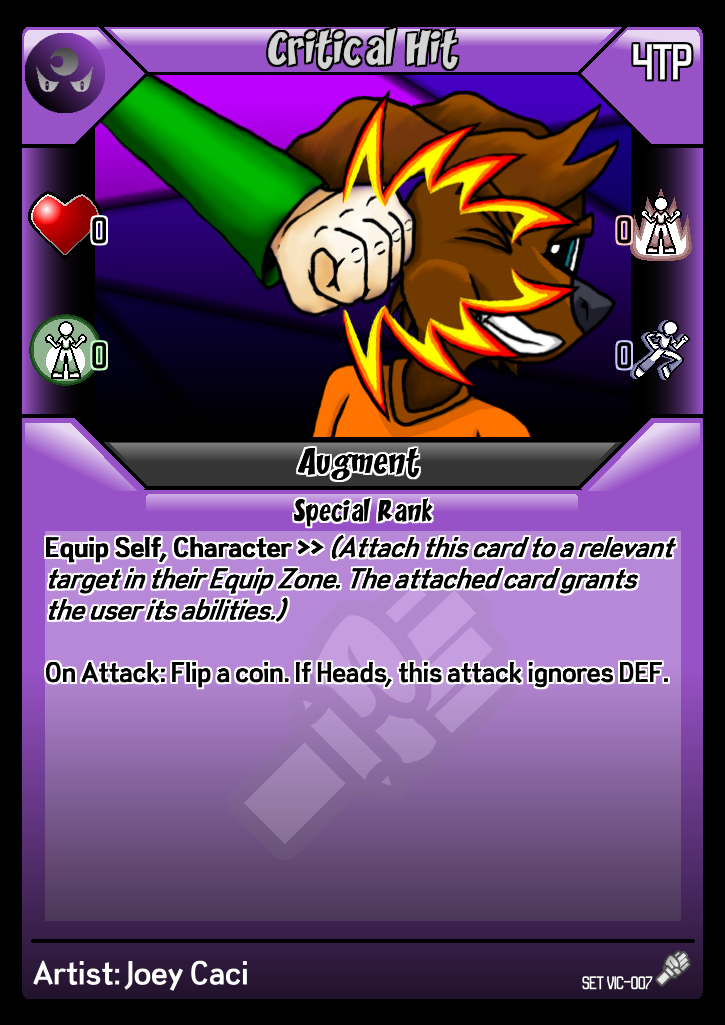 Critical Hit
4TP
0
0
0
0
Augment
Special Rank
Equip Self, Character >> (Attach this card to a relevant
target in their Equip Zone. The attached card grants
the user its abilities.)
On Attack: Flip a coin. If Heads, this attack ignores DEF.
Artist: Joey Caci
SET VIC-007